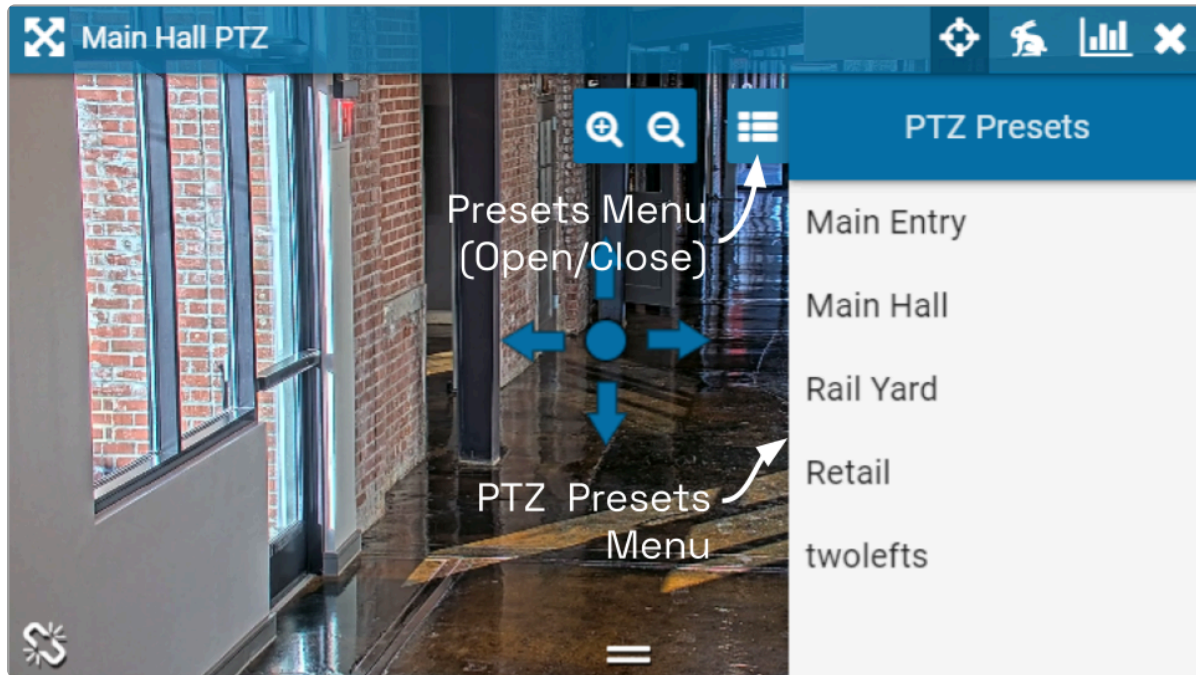 Main Hall PTZ
PTZ Presets
Presets Menu
(Open/Close)
Main Entry
Main Hall
Rail Yard
Retail
PTZ Presets
Menu
twolefts